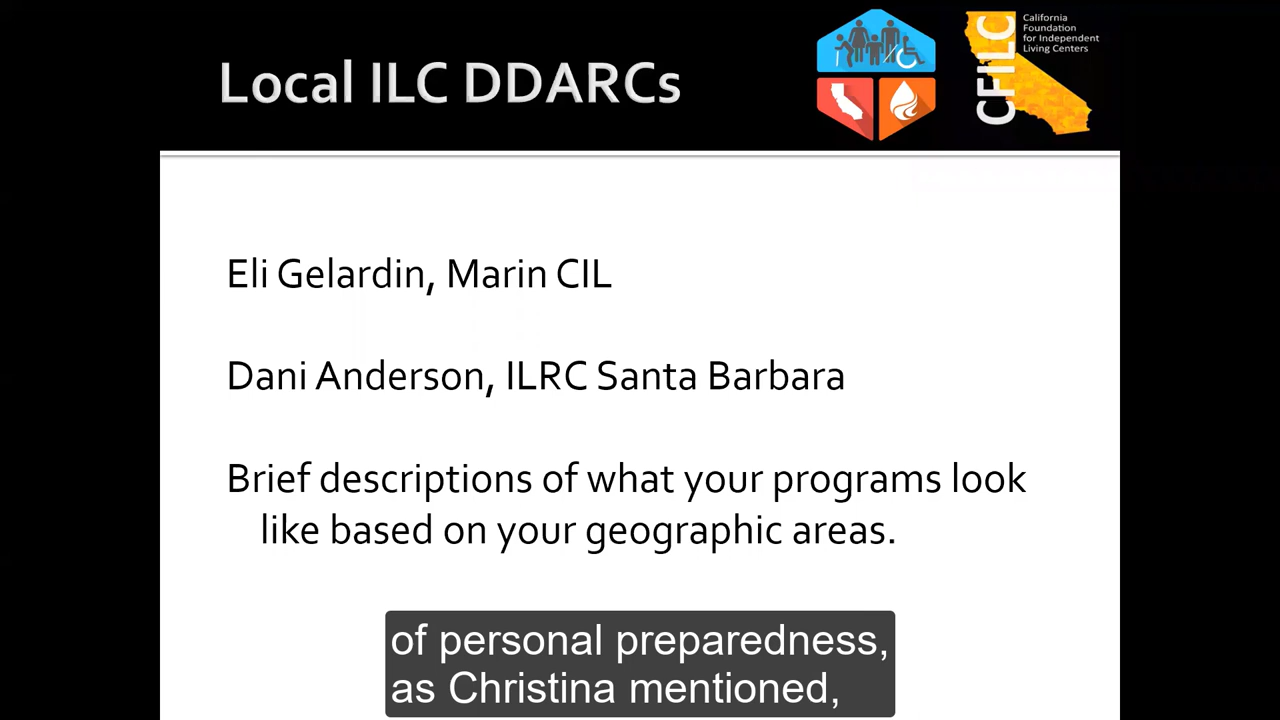 Local ILC DDARCs
CFILC
California
Foundation
for Independent
Living Centers
Eli Gelardin, Marin CIL
Dani Anderson, ILRC Santa Barbara
Brief descriptions of what your programs look
like based on your geographic areas.
of personal preparedness,
as Christina mentioned,